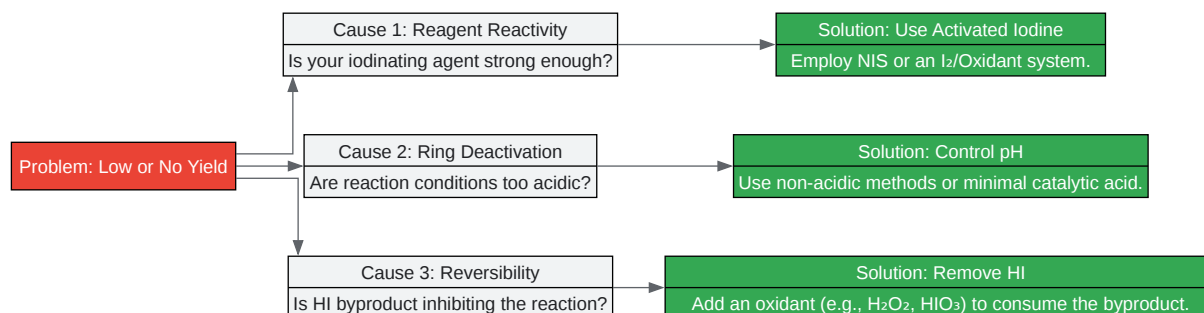 Problem: Low or No Yield
Cause 1: Reagent Reactivity
Is your iodinating agent strong enough?
Solution: Use Activated Iodine
Employ NIS or an I₂/Oxidant system.
Cause 2: Ring Deactivation
Are reaction conditions too acidic?
Solution: Control pH
Use non-acidic methods or minimal catalytic acid.
Cause 3: Reversibility
Is HI byproduct inhibiting the reaction?
Solution: Remove HI
Add an oxidant (e.g., H₂O₂, HIO₃) to consume the byproduct.